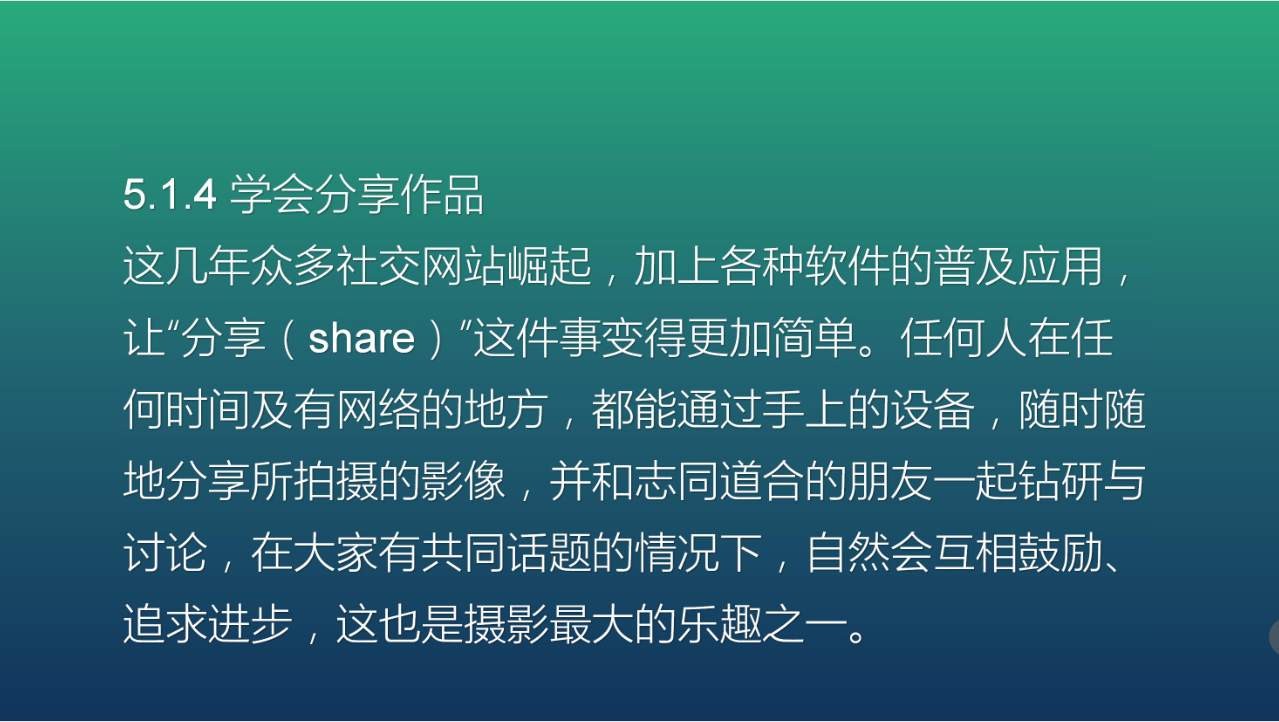 5.1.4 学会分享作品
这几年众多社交网站崛起，加上各种软件的普及应用，
让“分享（share）”这件事变得更加简单。任何人在任
何时间及有网络的地方，都能通过手上的设备，随时随
地分享所拍摄的影像，并和志同道合的朋友一起钻研与
讨论，在大家有共同话题的情况下，自然会互相鼓励、
追求进步，这也是摄影最大的乐趣之一。